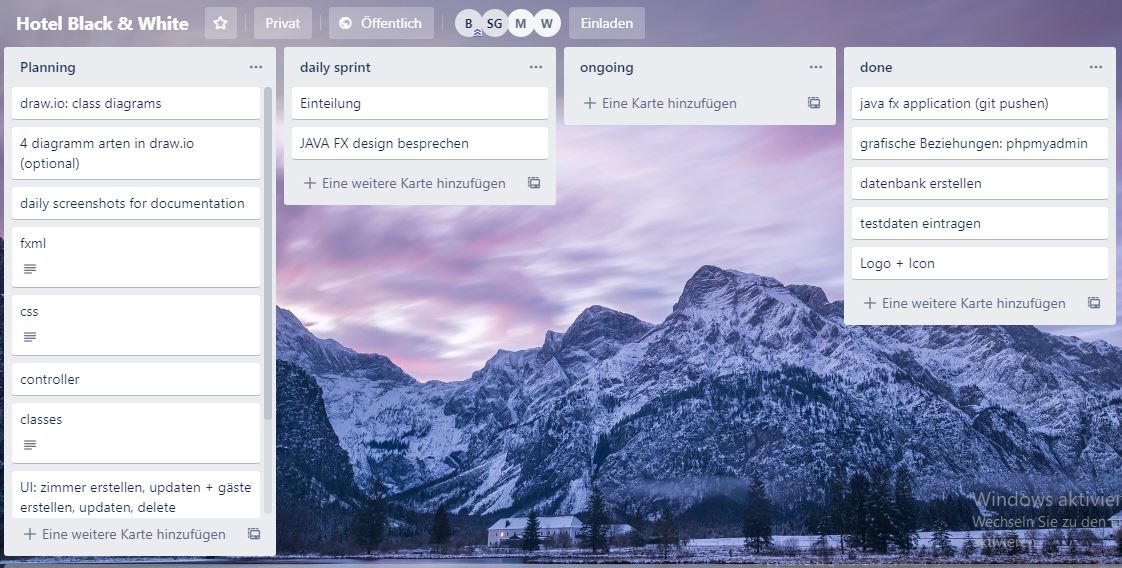 Hotel Black & White
Privat
Öffentlich
B
SG
M
W
Einladen
Planning
draw.io: class diagrams
4 diagramm arten in draw.io
(optional)
daily screenshots for documentation
fxml
css
controller
classes
UI: zimmer erstellen, updaten + gäste
erstellen, updaten, delete
Eine weitere Karte hinzufügen
daily sprint
Einteilung
JAVA FX design besprechen
Eine weitere Karte hinzufügen
ongoing
Eine Karte hinzufügen
done
java fx application (git pushen)
grafische Beziehungen: phpmyadmin
datenbank erstellen
testdaten eintragen
Logo + Icon
Eine weitere Karte hinzufügen
Windows aktivier
Wechseln Sie zu den
aktivieren